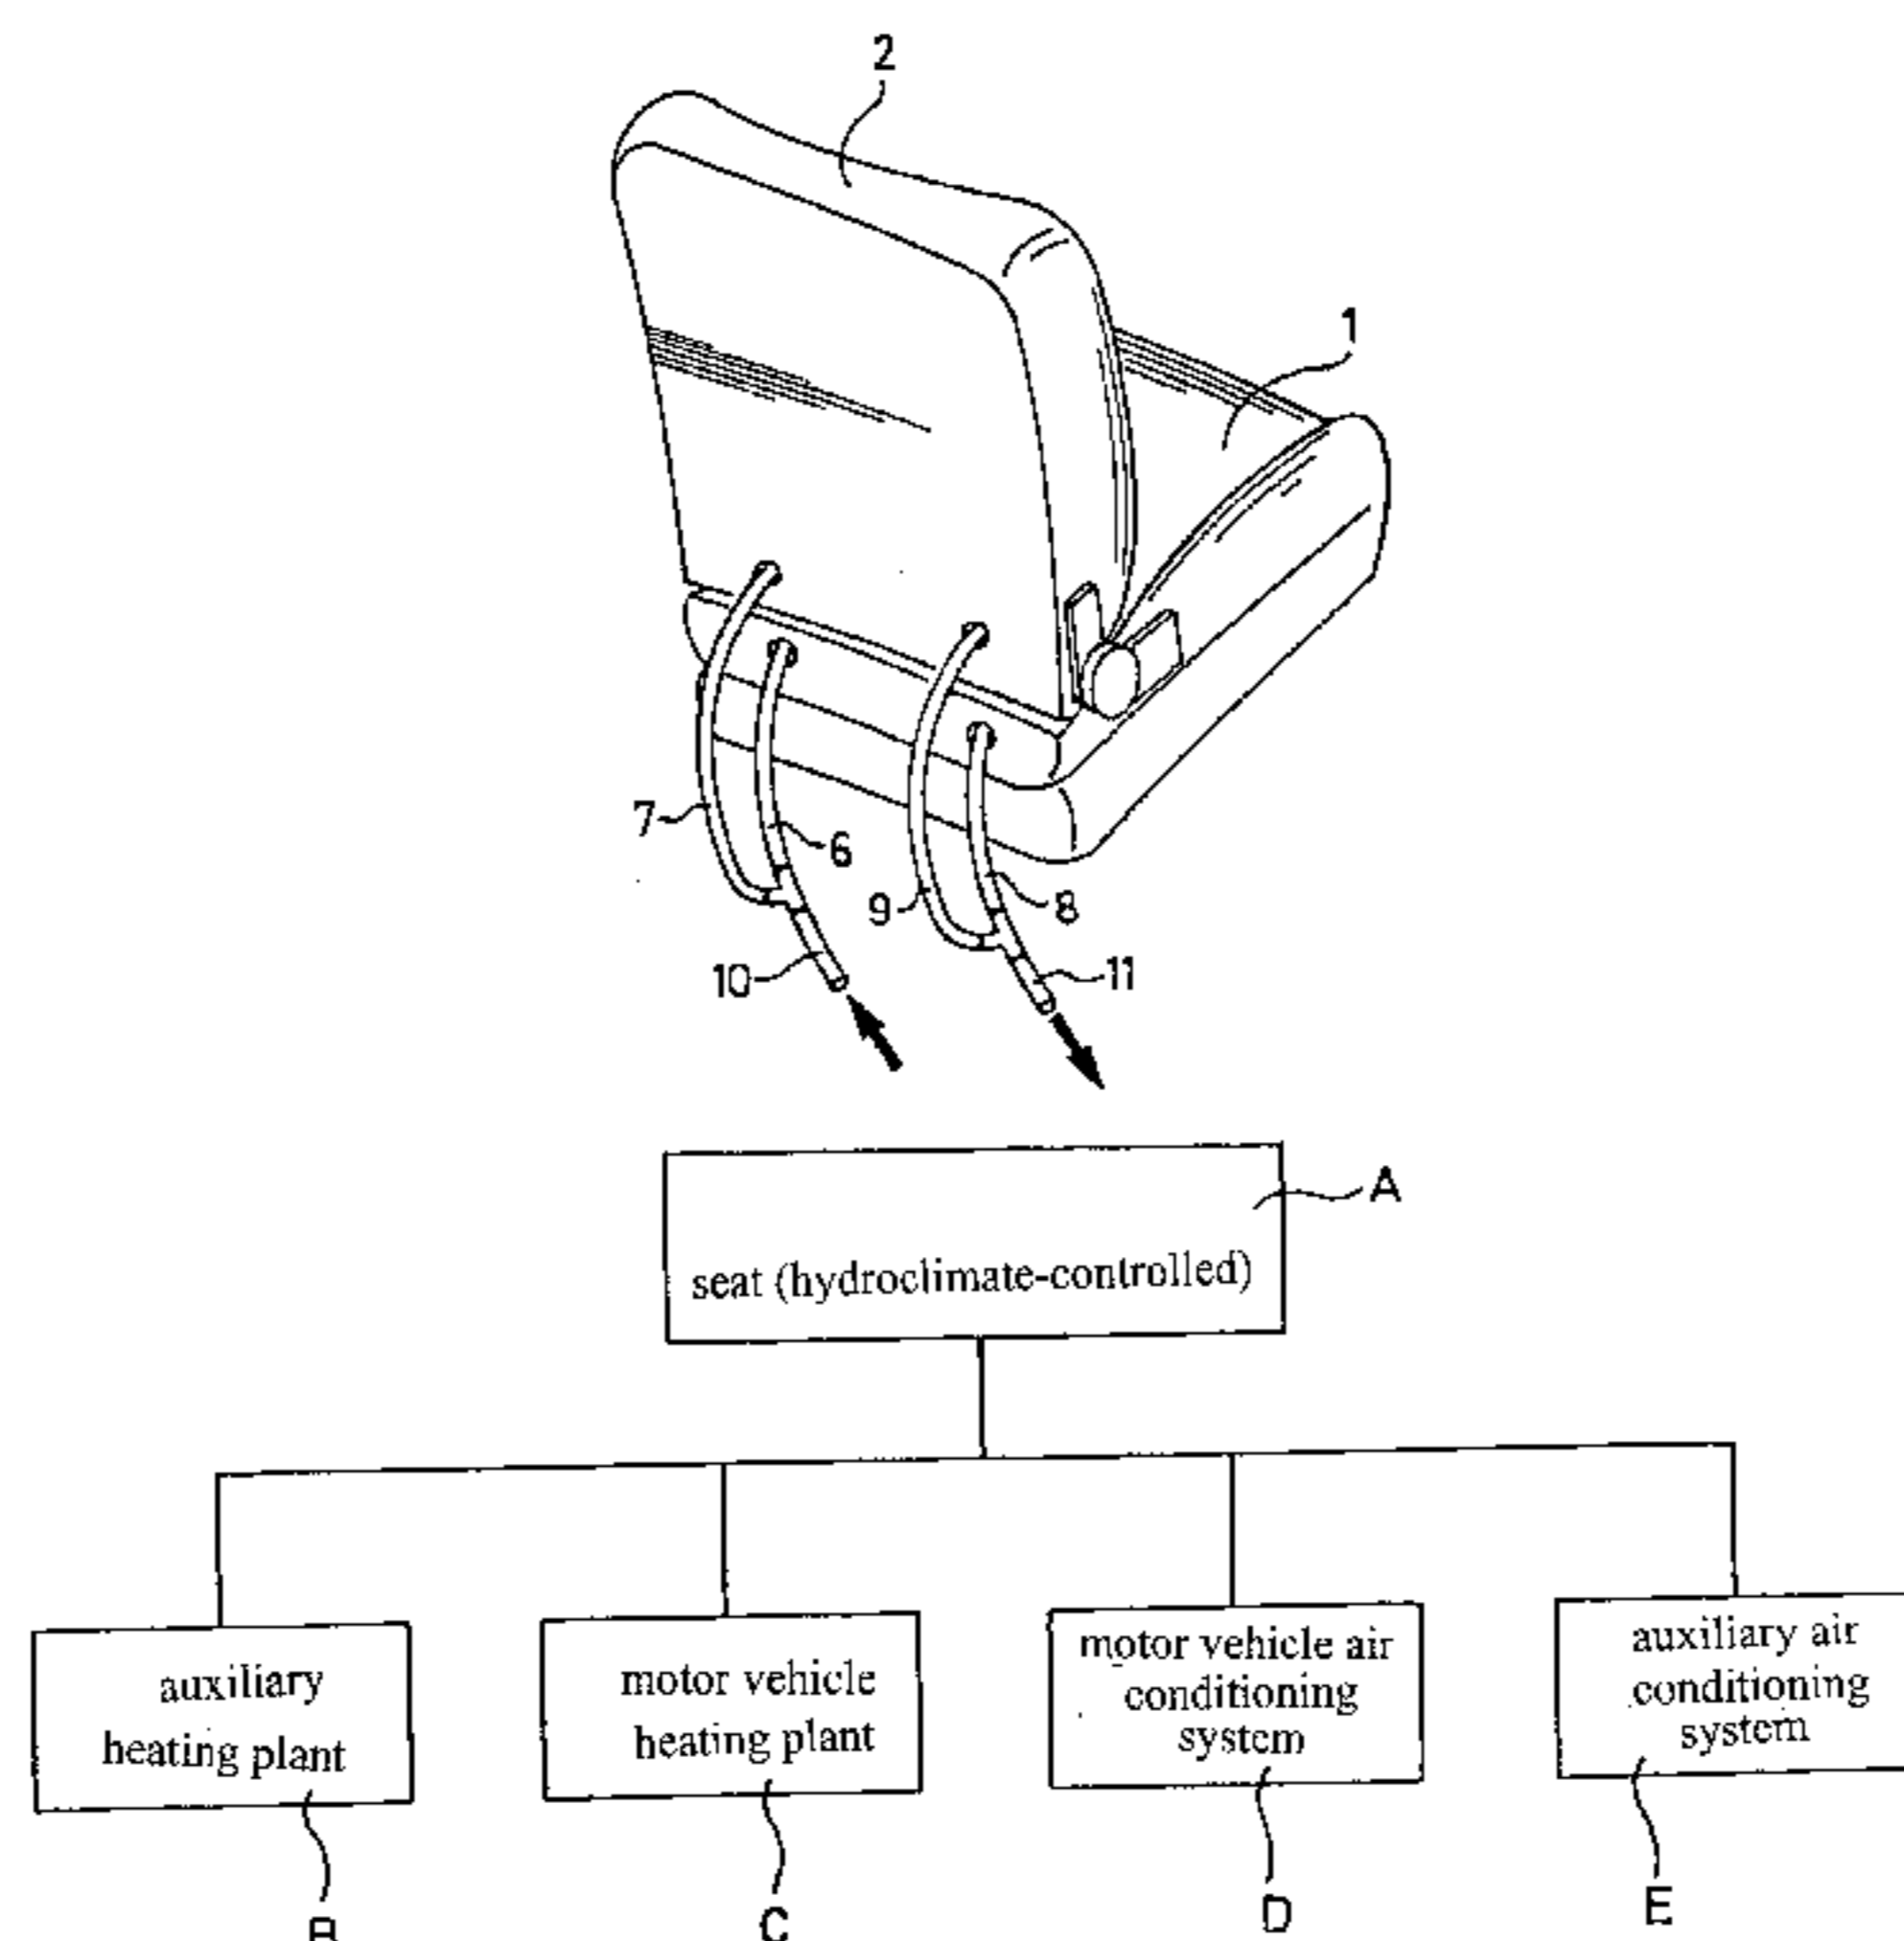 2
1
7
6
9
8
10
11
A
seat (hydroclimate-controlled)
auxiliary
heating plant
motor vehicle
heating plant
motor vehicle air
conditioning
system
auxiliary air
conditioning
system
B
C
D
E